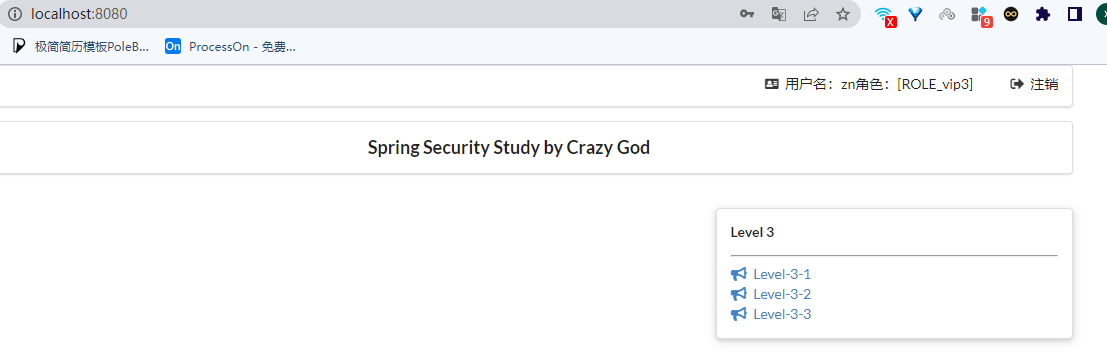 localhost:8080
X
9
极简简历模板PoleB...
On
ProcessOn - 免费...
用户名：zn角色：[ROLE_vip3]
注销
Spring Security Study by Crazy God
Level 3
Level-3-1
Level-3-2
Level-3-3